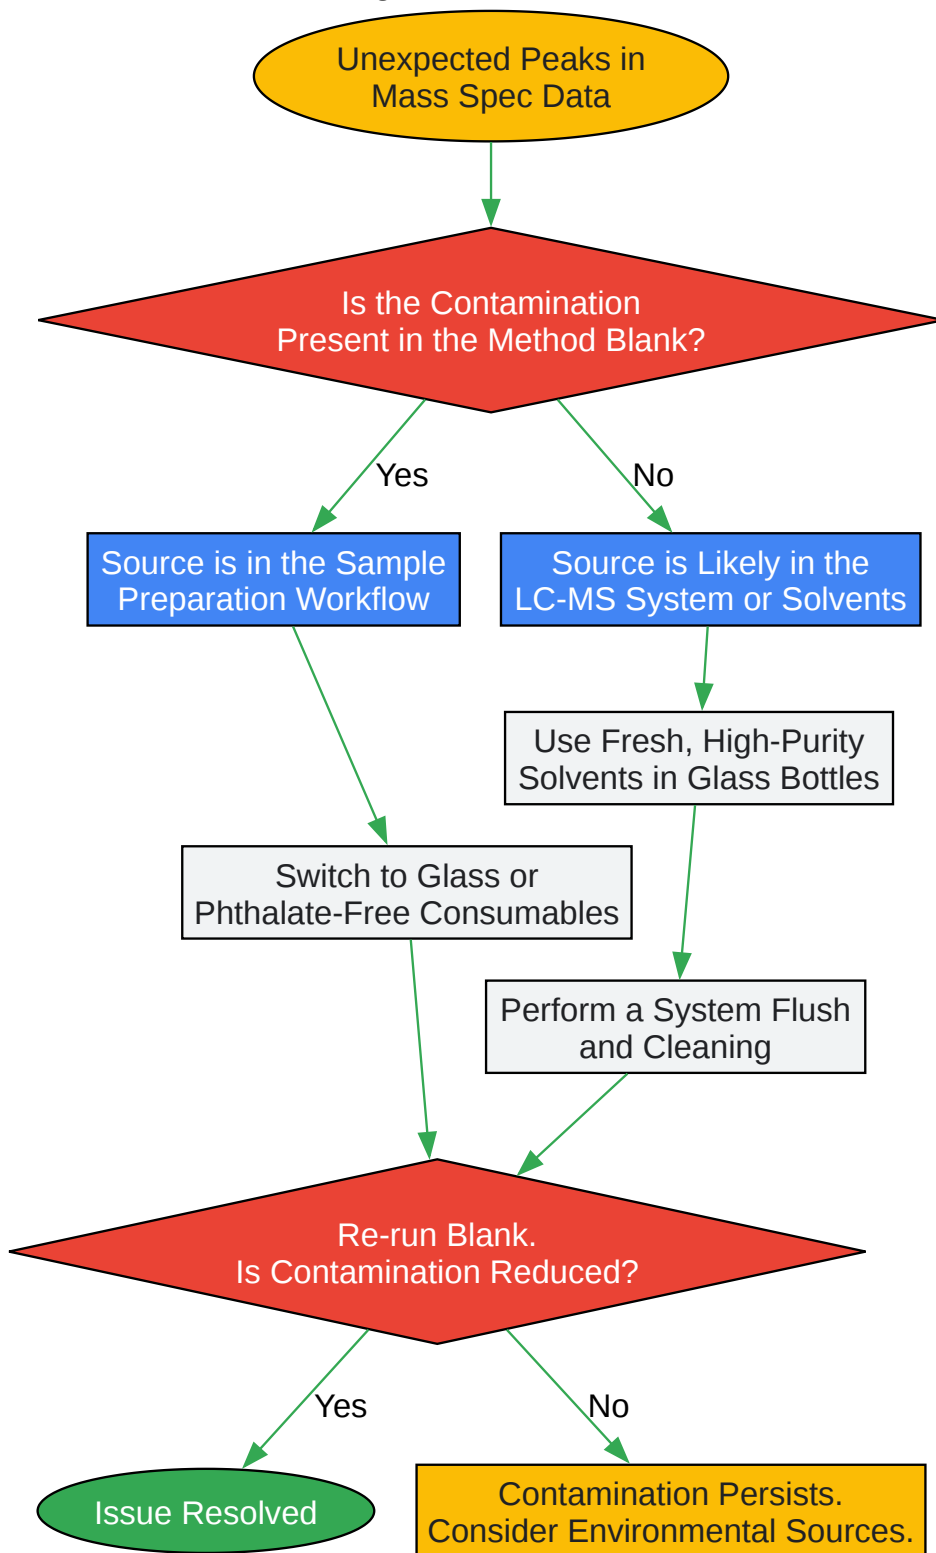 Unexpected Peaks in
Mass Spec Data
Is the Contamination
Present in the Method Blank?
Yes
No
Source is in the Sample
Preparation Workflow
Source is Likely in the
LC-MS System or Solvents
Use Fresh, High-Purity
Solvents in Glass Bottles
Switch to Glass or
Phthalate-Free Consumables
Perform a System Flush
and Cleaning
Re-run Blank.
Is Contamination Reduced?
Yes
No
Issue Resolved
Contamination Persists.
Consider Environmental Sources.